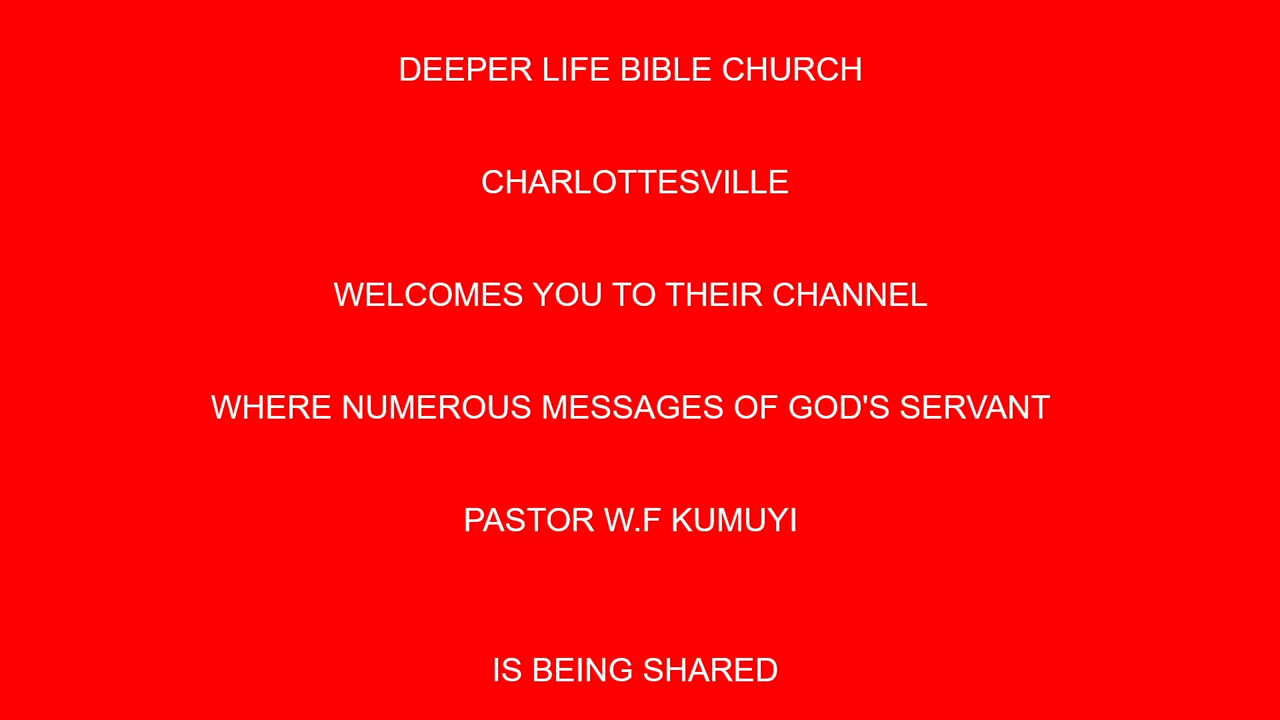 DEEPER LIFE BIBLE CHURCH
CHARLOTTESVILLE
WELCOMES YOU TO THEIR CHANNEL
WHERE NUMEROUS MESSAGES OF GOD'S SERVANT
PASTOR W.F KUMUYI
IS BEING SHARED